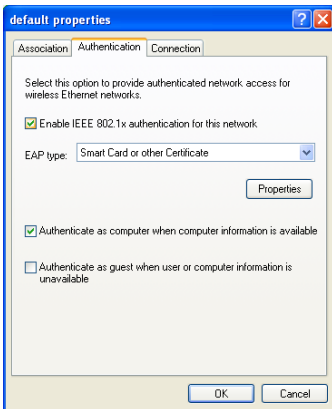 default properties
Association Authentication Connection
Select this option to provide authenticated network access for
wireless Ethernet networks.
Enable IEEE 802.1x authentication for this network
EAP type: Smart Card or other Certificate
Properties
Authenticate as computer when computer information is available
Authenticate as guest when user or computer information is
unavailable
OK Cancel